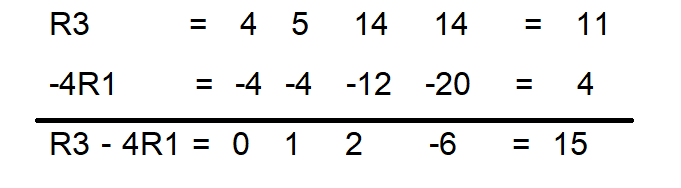 R3 = 4 5 14 14 = 11
-4R1 = -4 -4 -12 -20 = 4
R3 - 4R1 = 0 1 2 -6 = 15